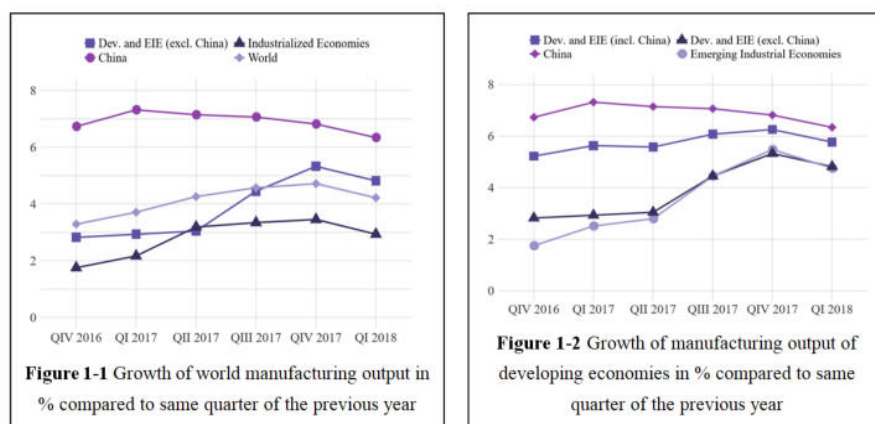 Dev. and EIE (excl. China) Industrialized Economies
China World
8
6
4
2
0
QIV 2016 QI 2017 QII 2017 QIII 2017 QIV 2017 QI 2018
Figure 1-1 Growth of world manufacturing output in
% compared to same quarter of the previous year
Dev. and EIE (incl. China) Dev. and EIE (excl. China)
China Emerging Industrial Economies
8
6
4
2
0
QIV 2016 QI 2017 QII 2017 QIII 2017 QIV 2017 QI 2018
Figure 1-2 Growth of manufacturing output of
developing economies in % compared to same
quarter of the previous year